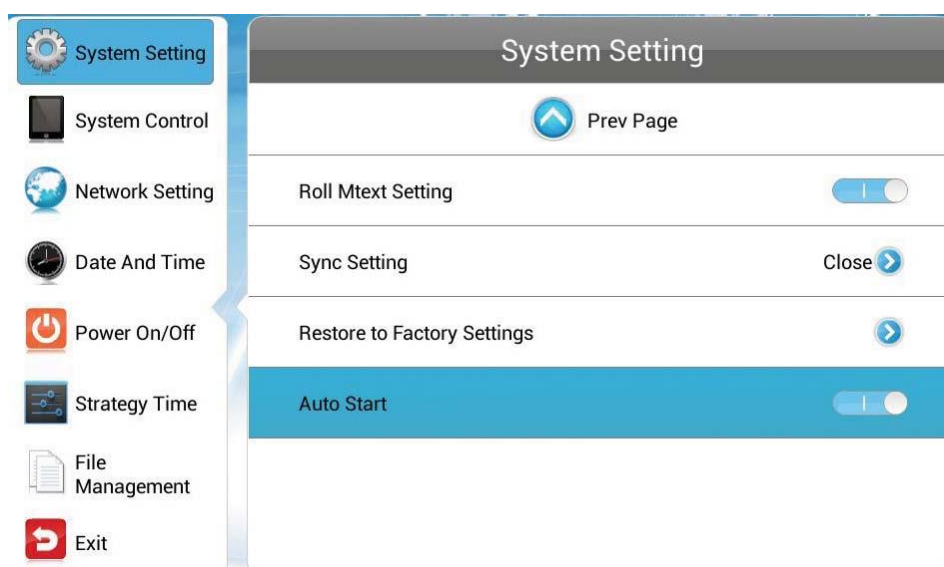 System Setting
System Control
Network Setting
Date And Time
Power On/Off
Strategy Time
File
Management
Exit
System Setting
Prev Page
Roll Mtext Setting
Sync Setting
Close
Restore to Factory Settings
Auto Start